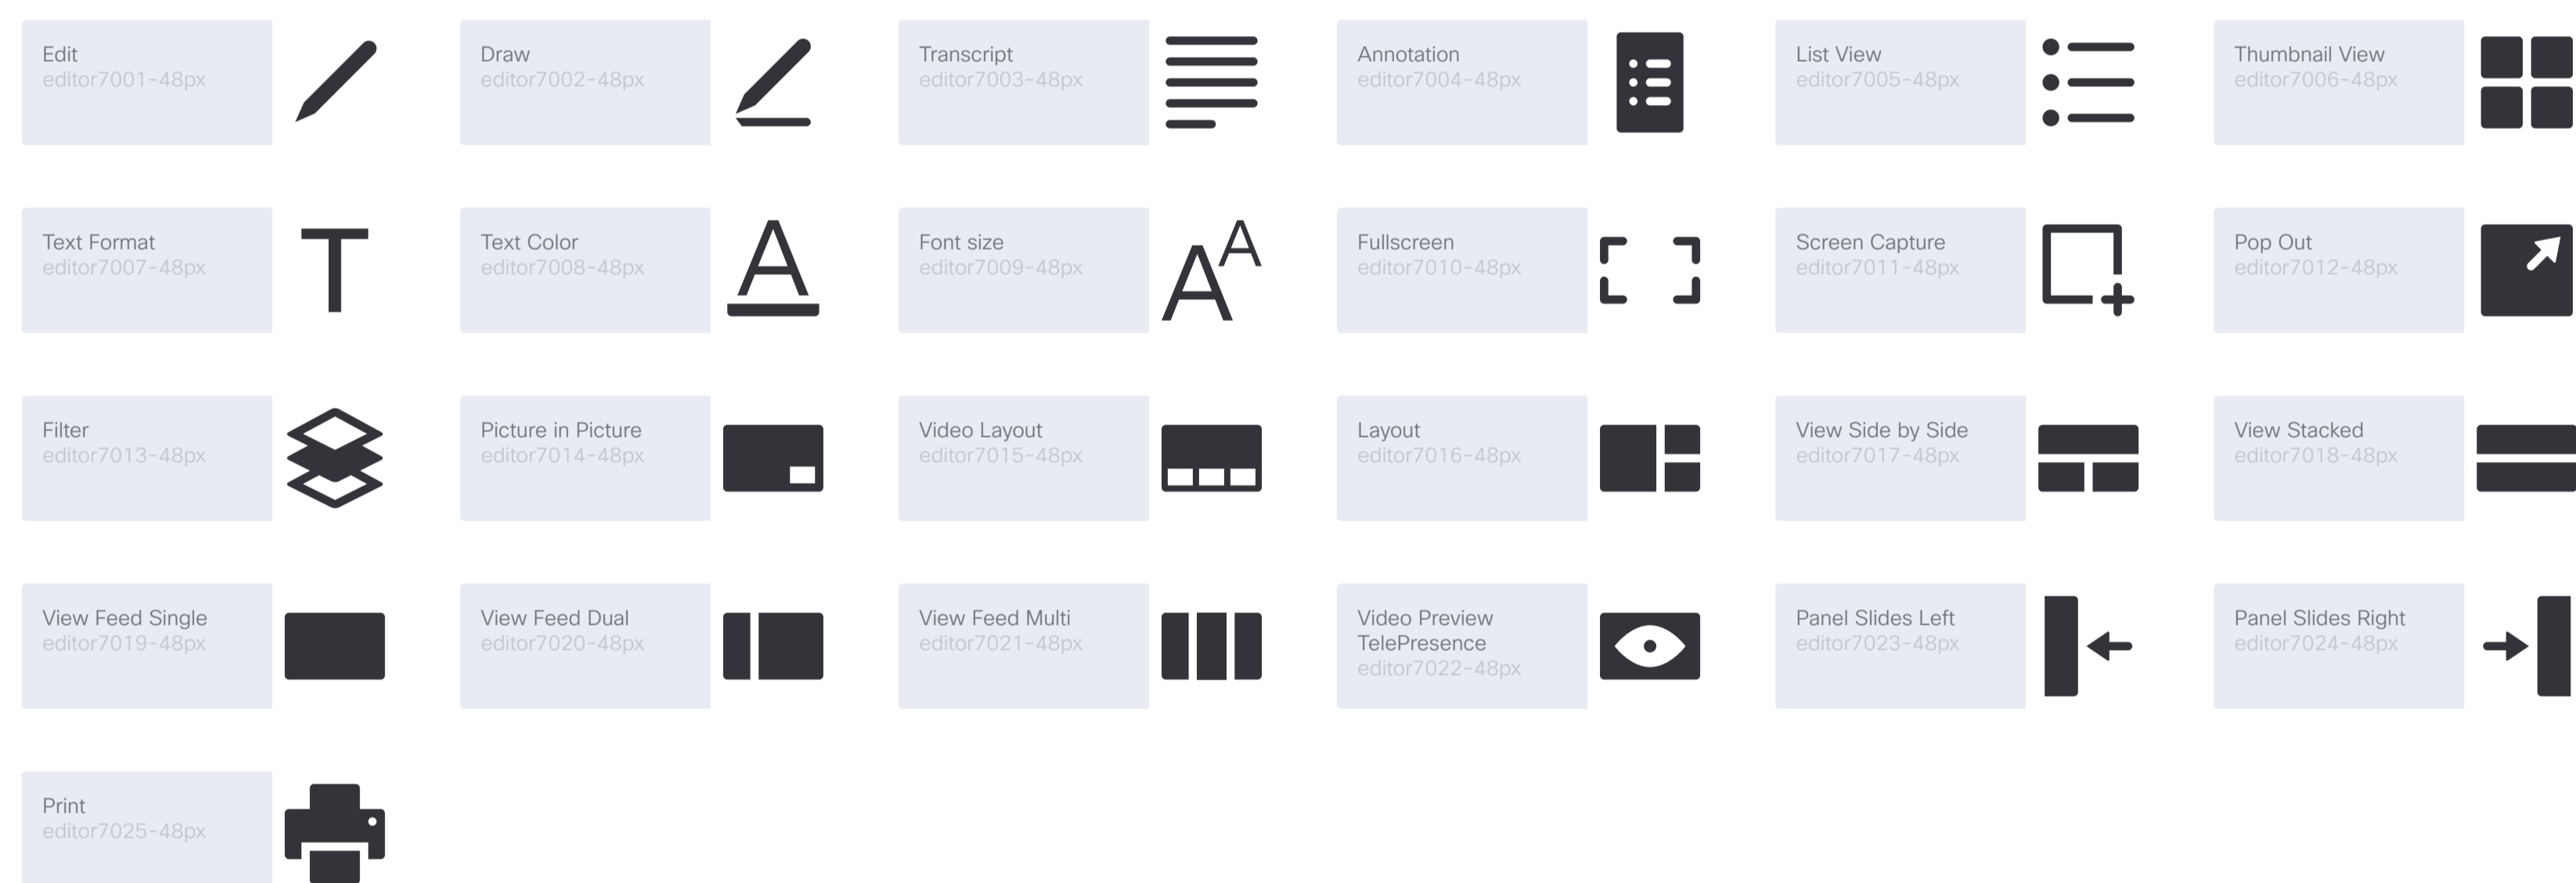 Edit
editor7001-48px
Draw
editor7002-48px
Transcript
editor7003-48px
Annotation
editor7004-48px
List View
editor7005-48px
Thumbnail View
editor7006-48px
Text Format
editor7007-48px
Text Color
editor7008-48px
Font size
editor7009-48px
Fullscreen
editor7010-48px
Screen Capture
editor7011-48px
Pop Out
editor7012-48px
Filter
editor7013-48px
Picture in Picture
editor7014-48px
Video Layout
editor7015-48px
Layout
editor7016-48px
View Side by Side
editor7017-48px
View Stacked
editor7018-48px
View Feed Single
editor7019-48px
View Feed Dual
editor7020-48px
View Feed Multi
editor7021-48px
Video Preview
TelePresence
editor7022-48px
Panel Slides Left
editor7023-48px
Panel Slides Right
editor7024-48px
Print
editor7025-48px